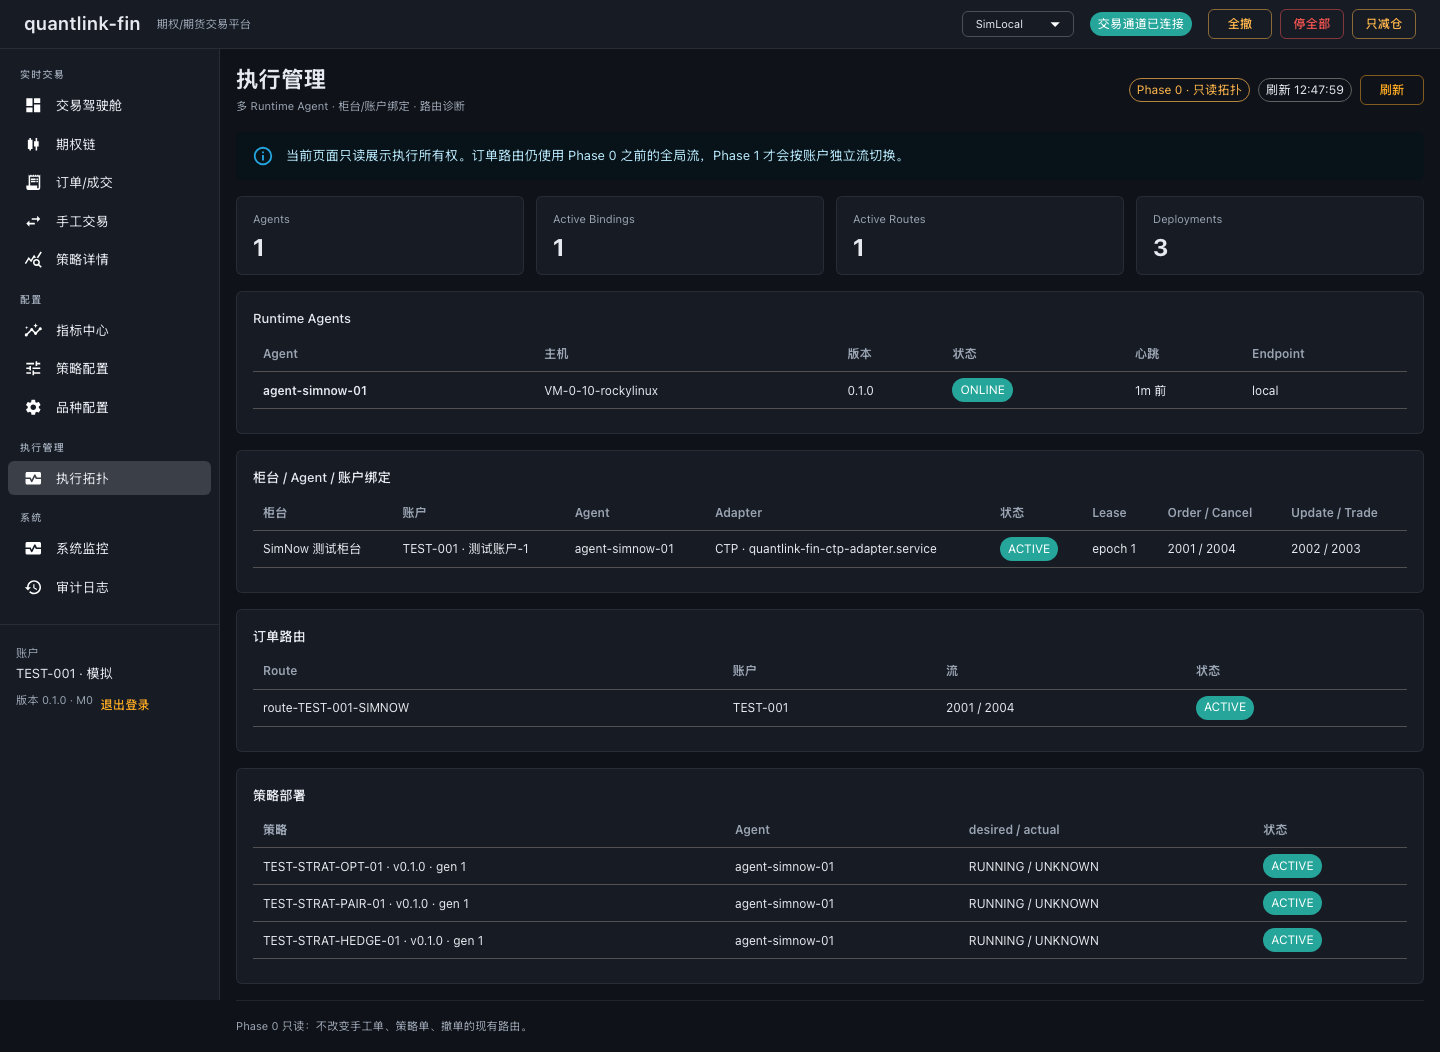 quantlink-fin 期权/期货交易平台 SimLocal 交易通道已连接 全撤 停全部 只减仓
实时交易
交易驾驶舱
期权链
订单/成交
手工交易
策略详情
配置
指标中心
策略配置
品种配置
执行管理
执行拓扑
系统
系统监控
审计日志
账户
TEST-001 · 模拟
版本 0.1.0 · M0 退出登录
执行管理
多 Runtime Agent · 柜台/账户绑定 · 路由诊断
Phase 0 · 只读拓扑 刷新 12:47:59 刷新
当前页面只读展示执行所有权。订单路由仍使用 Phase 0 之前的全局流，Phase 1 才会按账户独立流切换。
Agents Active Bindings Active Routes Deployments
1 1 1 3
Runtime Agents
Agent 主机 版本 状态 心跳 Endpoint
agent-simnow-01 VM-0-10-rockylinux 0.1.0 ONLINE 1m 前 local
柜台 / Agent / 账户绑定
柜台 账户 Agent Adapter 状态 Lease Order / Cancel Update / Trade
SimNow 测试柜台 TEST-001 · 测试账户-1 agent-simnow-01 CTP · quantlink-fin-ctp-adapter.service ACTIVE epoch 1 2001 / 2004 2002 / 2003
订单路由
Route 账户 流 状态
route-TEST-001-SIMNOW TEST-001 2001 / 2004 ACTIVE
策略部署
策略 Agent desired / actual 状态
TEST-STRAT-OPT-01 · v0.1.0 · gen 1 agent-simnow-01 RUNNING / UNKNOWN ACTIVE
TEST-STRAT-PAIR-01 · v0.1.0 · gen 1 agent-simnow-01 RUNNING / UNKNOWN ACTIVE
TEST-STRAT-HEDGE-01 · v0.1.0 · gen 1 agent-simnow-01 RUNNING / UNKNOWN ACTIVE
Phase 0 只读：不改变手工单、策略单、撤单的现有路由。